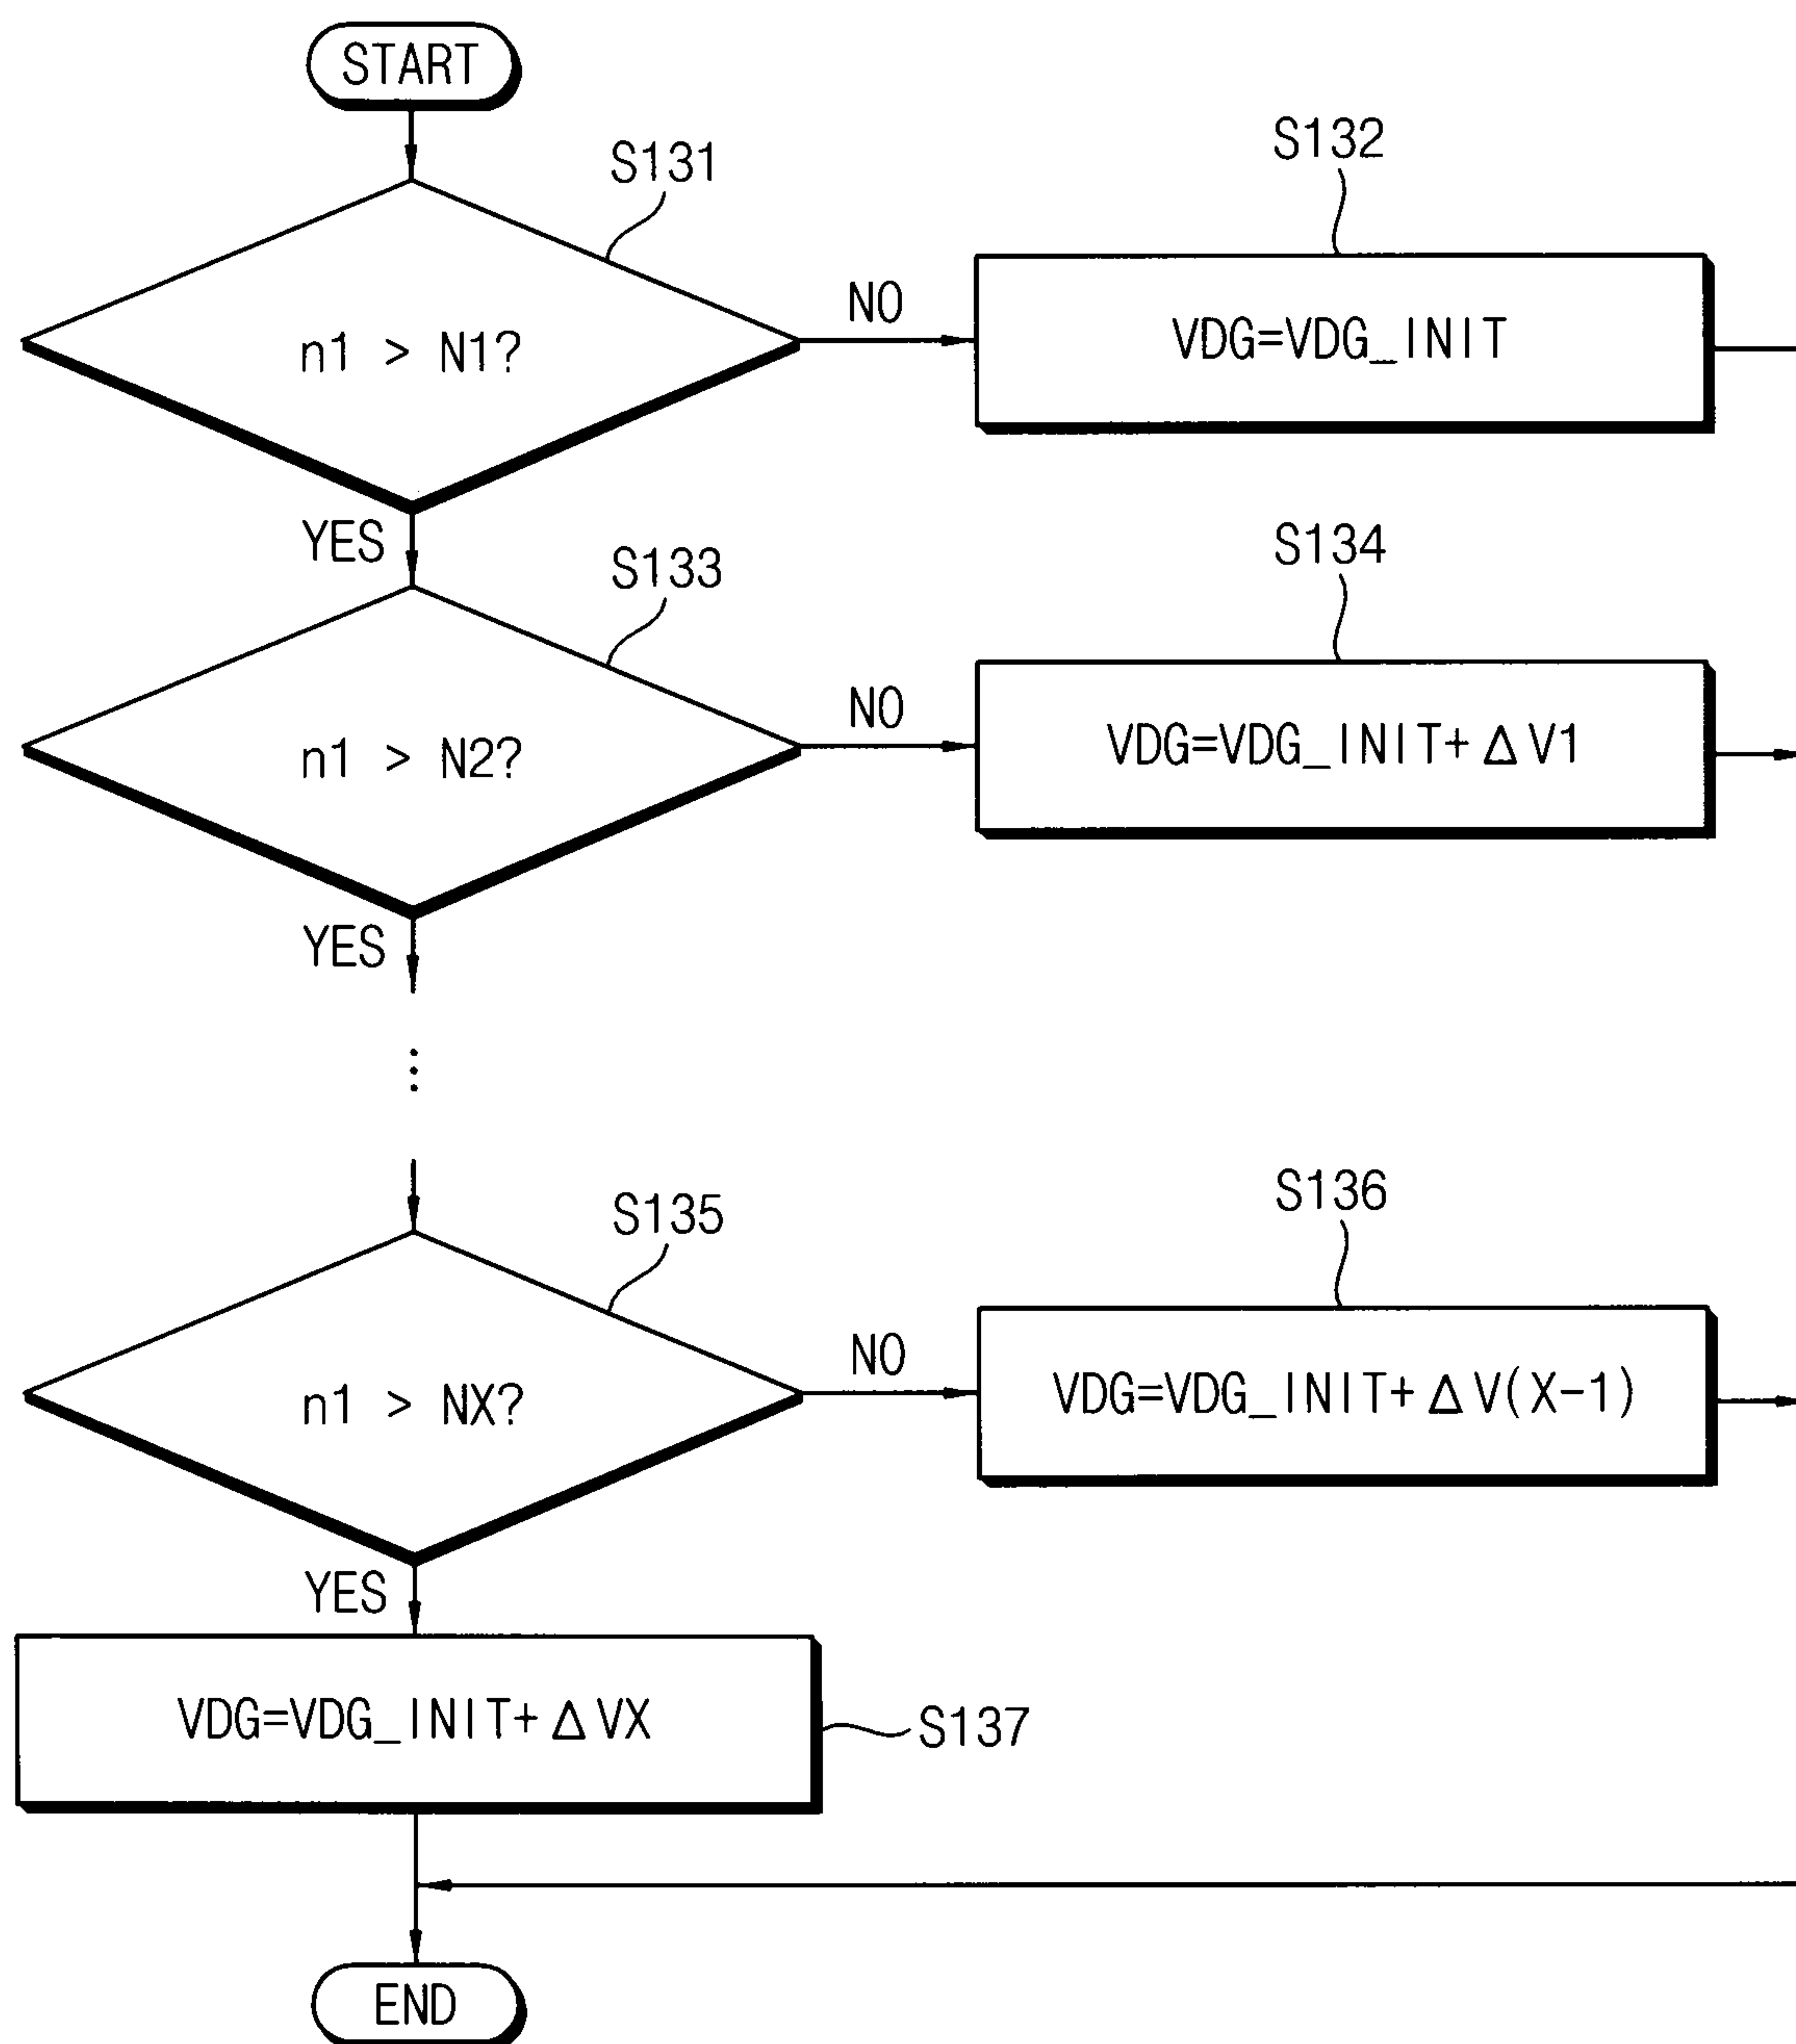 START
S131
n1 > N1?
NO
S132
VDG=VDG_INIT
YES
S133
n1 > N2?
NO
S134
VDG=VDG_INIT+ΔV1
YES
⋮
S135
n1 > NX?
NO
S136
VDG=VDG_INIT+ΔV(X-1)
YES
VDG=VDG_INIT+ΔVX
S137
END